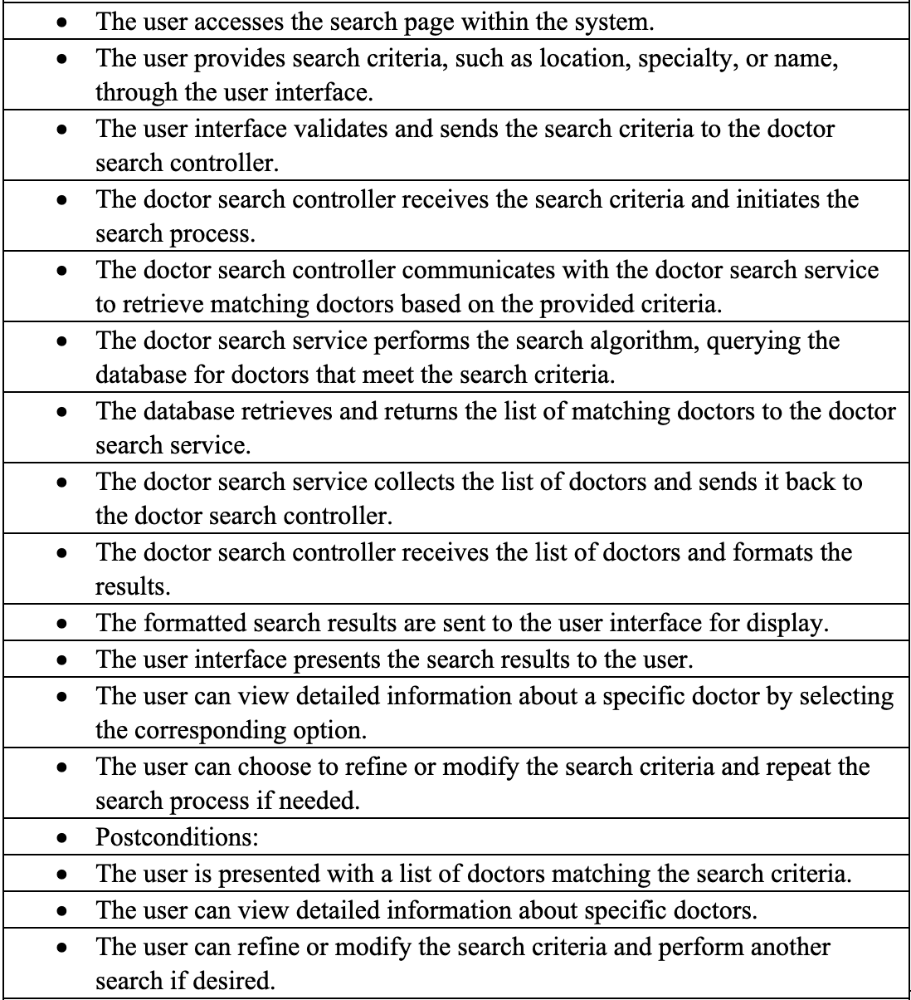 • The user accesses the search page within the system.
• The user provides search criteria, such as location, specialty, or name,
through the user interface.
• The user interface validates and sends the search criteria to the doctor
search controller.
• The doctor search controller receives the search criteria and initiates the
search process.
• The doctor search controller communicates with the doctor search service
to retrieve matching doctors based on the provided criteria.
• The doctor search service performs the search algorithm, querying the
database for doctors that meet the search criteria.
• The database retrieves and returns the list of matching doctors to the doctor
search service.
• The doctor search service collects the list of doctors and sends it back to
the doctor search controller.
• The doctor search controller receives the list of doctors and formats the
results.
• The formatted search results are sent to the user interface for display.
• The user interface presents the search results to the user.
• The user can view detailed information about a specific doctor by selecting
the corresponding option.
• The user can choose to refine or modify the search criteria and repeat the
search process if needed.
• Postconditions:
• The user is presented with a list of doctors matching the search criteria.
• The user can view detailed information about specific doctors.
• The user can refine or modify the search criteria and perform another
search if desired.